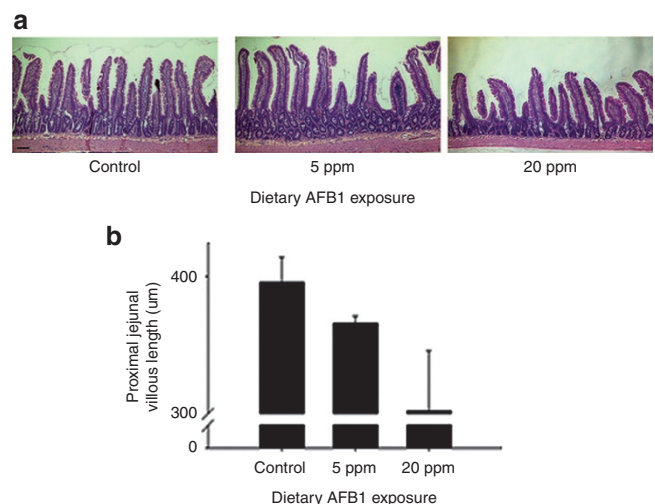 a
Control
5 ppm
20 ppm
Dietary AFB1 exposure
b
Proximal jejunal
villous length (um)
400
300
0
Control
5 ppm
20 ppm
Dietary AFB1 exposure